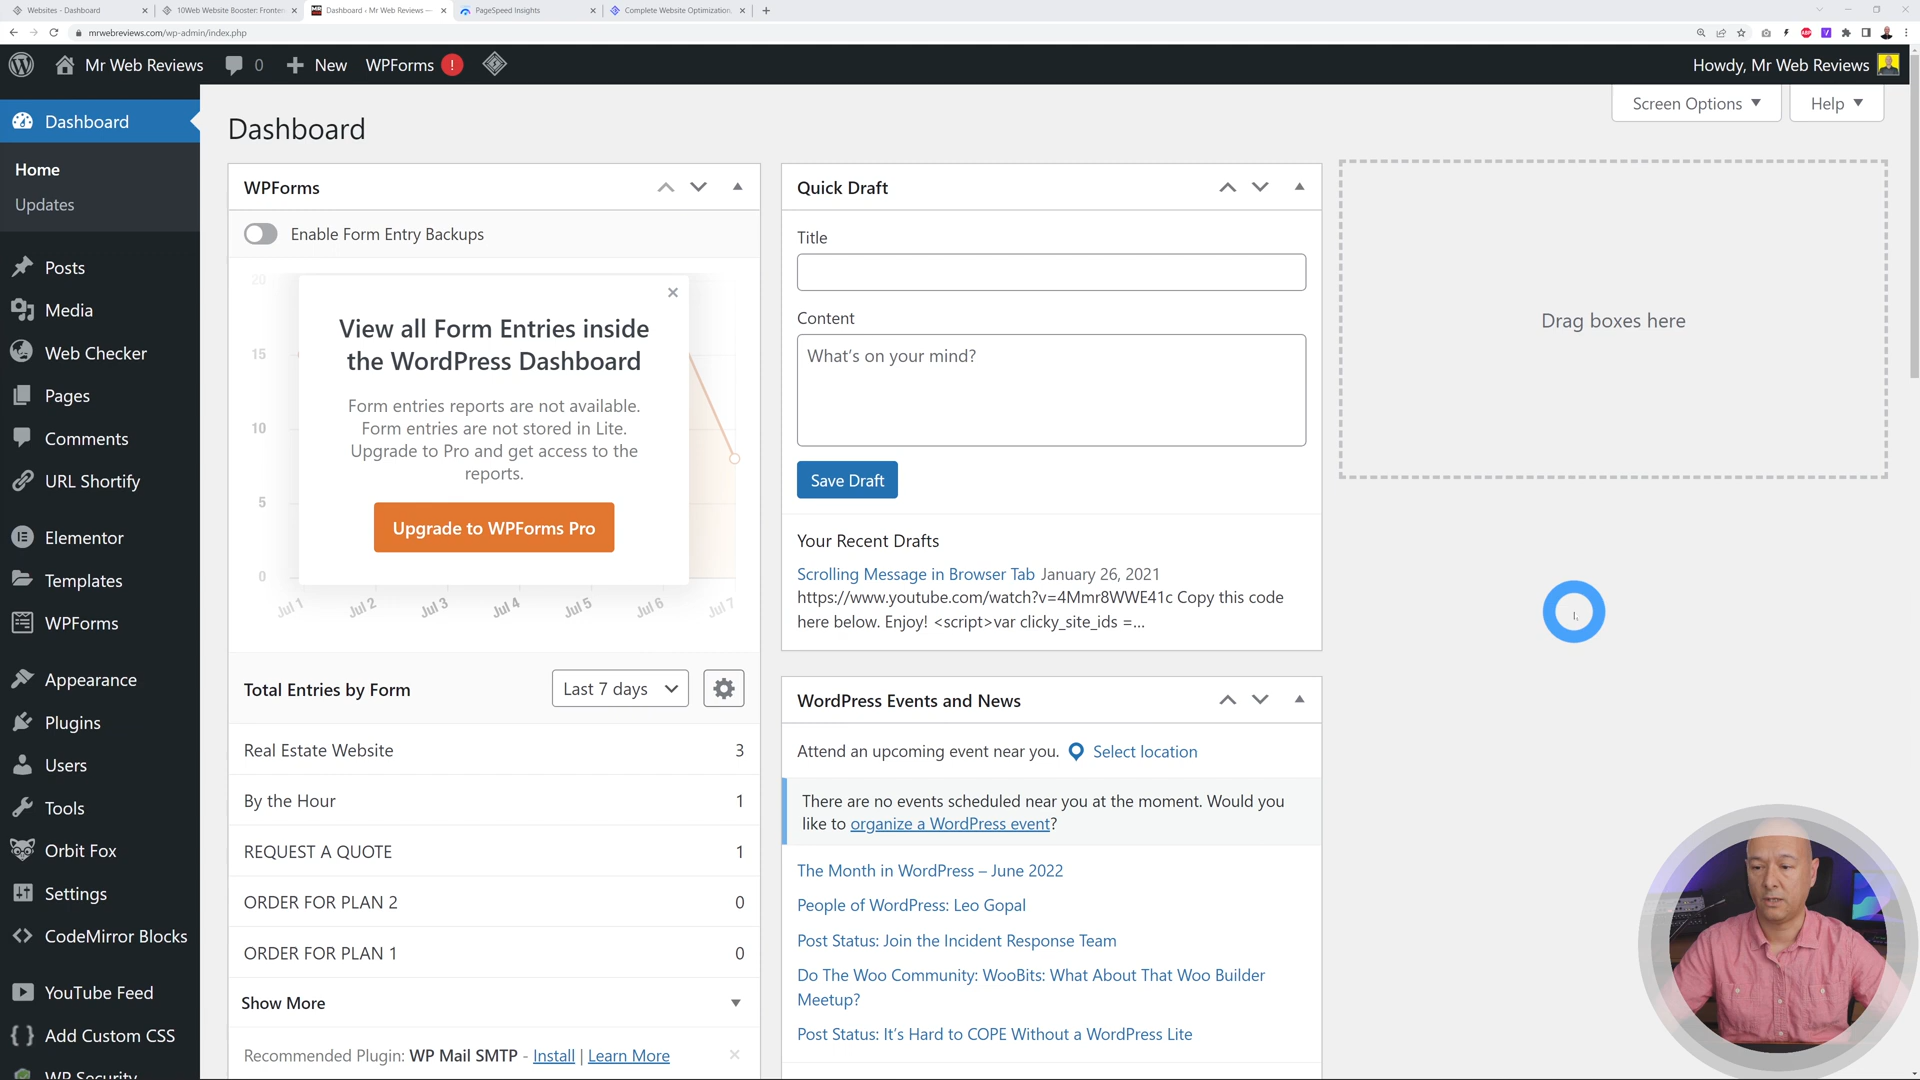 Websites - Dashboard
10Web Website Booster: Fronten
Dashboard ‹ Mr Web Reviews —
PageSpeed Insights
Complete Website Optimization,
mrwebreviews.com/wp-admin/index.php
Mr Web Reviews
0
New
WPForms
!
Howdy, Mr Web Reviews
Dashboard
Home
Updates
Posts
Media
Web Checker
Pages
Comments
URL Shortify
Elementor
Templates
WPForms
Appearance
Plugins
Users
Tools
Orbit Fox
Settings
CodeMirror Blocks
YouTube Feed
Add Custom CSS
WP Security
Screen Options
Help
Dashboard
WPForms
Enable Form Entry Backups
20
15
10
5
0
View all Form Entries inside
the WordPress Dashboard
Form entries reports are not available.
Form entries are not stored in Lite.
Upgrade to Pro and get access to the
reports.
Upgrade to WPForms Pro
Jul 1
Jul 2
Jul 3
Jul 4
Jul 5
Jul 6
Jul 7
Total Entries by Form
Last 7 days
Real Estate Website 3
By the Hour 1
REQUEST A QUOTE 1
ORDER FOR PLAN 2 0
ORDER FOR PLAN 1 0
Show More
Recommended Plugin: WP Mail SMTP - Install | Learn More
Quick Draft
Title
Content
What's on your mind?
Save Draft
Your Recent Drafts
Scrolling Message in Browser Tab January 26, 2021
https://www.youtube.com/watch?v=4Mmr8WWE41c Copy this code
here below. Enjoy! <script>var clicky_site_ids =...
WordPress Events and News
Attend an upcoming event near you. Select location
There are no events scheduled near you at the moment. Would you
like to organize a WordPress event?
The Month in WordPress – June 2022
People of WordPress: Leo Gopal
Post Status: Join the Incident Response Team
Do The Woo Community: WooBits: What About That Woo Builder
Meetup?
Post Status: It's Hard to COPE Without a WordPress Lite
Drag boxes here